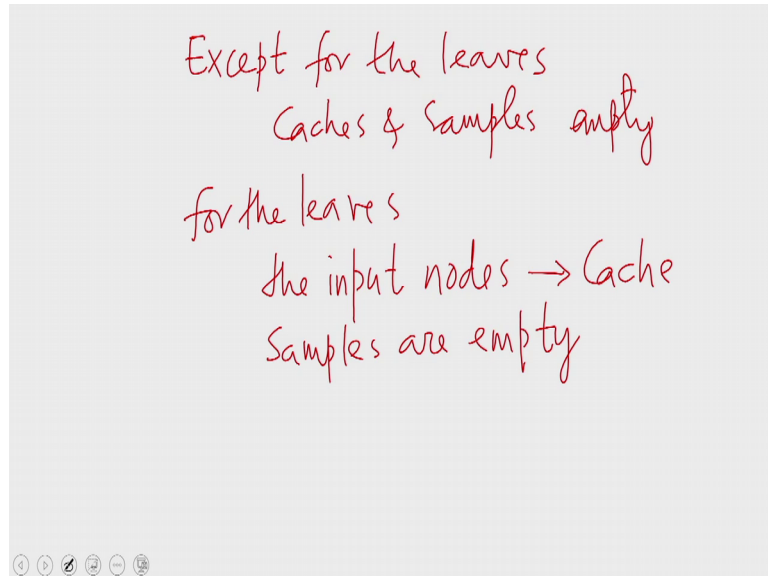 Except for the leaves
Caches & Samples empty
for the leaves
the input nodes → Cache
Samples are empty